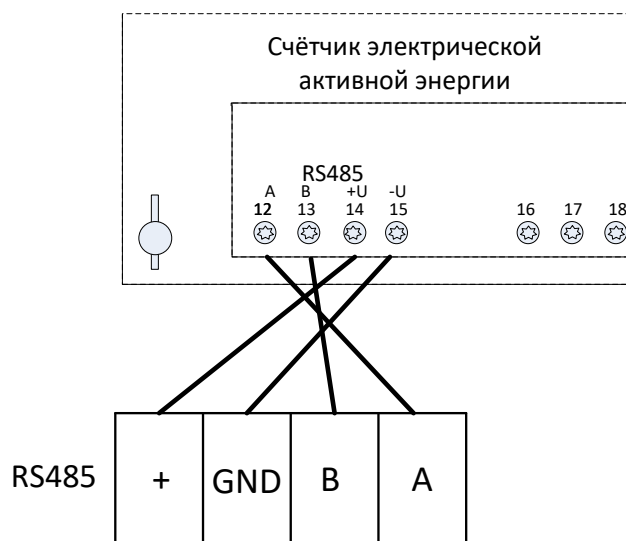 Счётчик электрической
активной энергии
RS485
A B +U -U
12 13 14 15 16 17 18
RS485 + GND B A